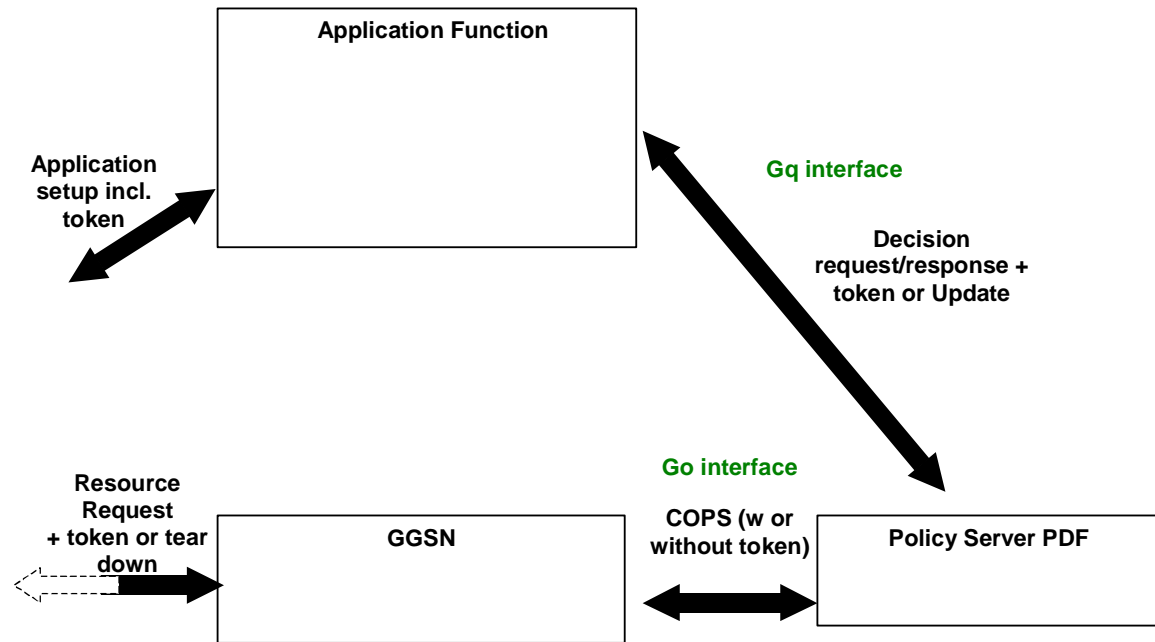 Application Function
Application
setup incl.
token
Gq interface
Decision
request/response +
token or Update
Resource
Request
+ token or tear
down
GGSN
Go interface
COPS (w or
without token)
Policy Server PDF